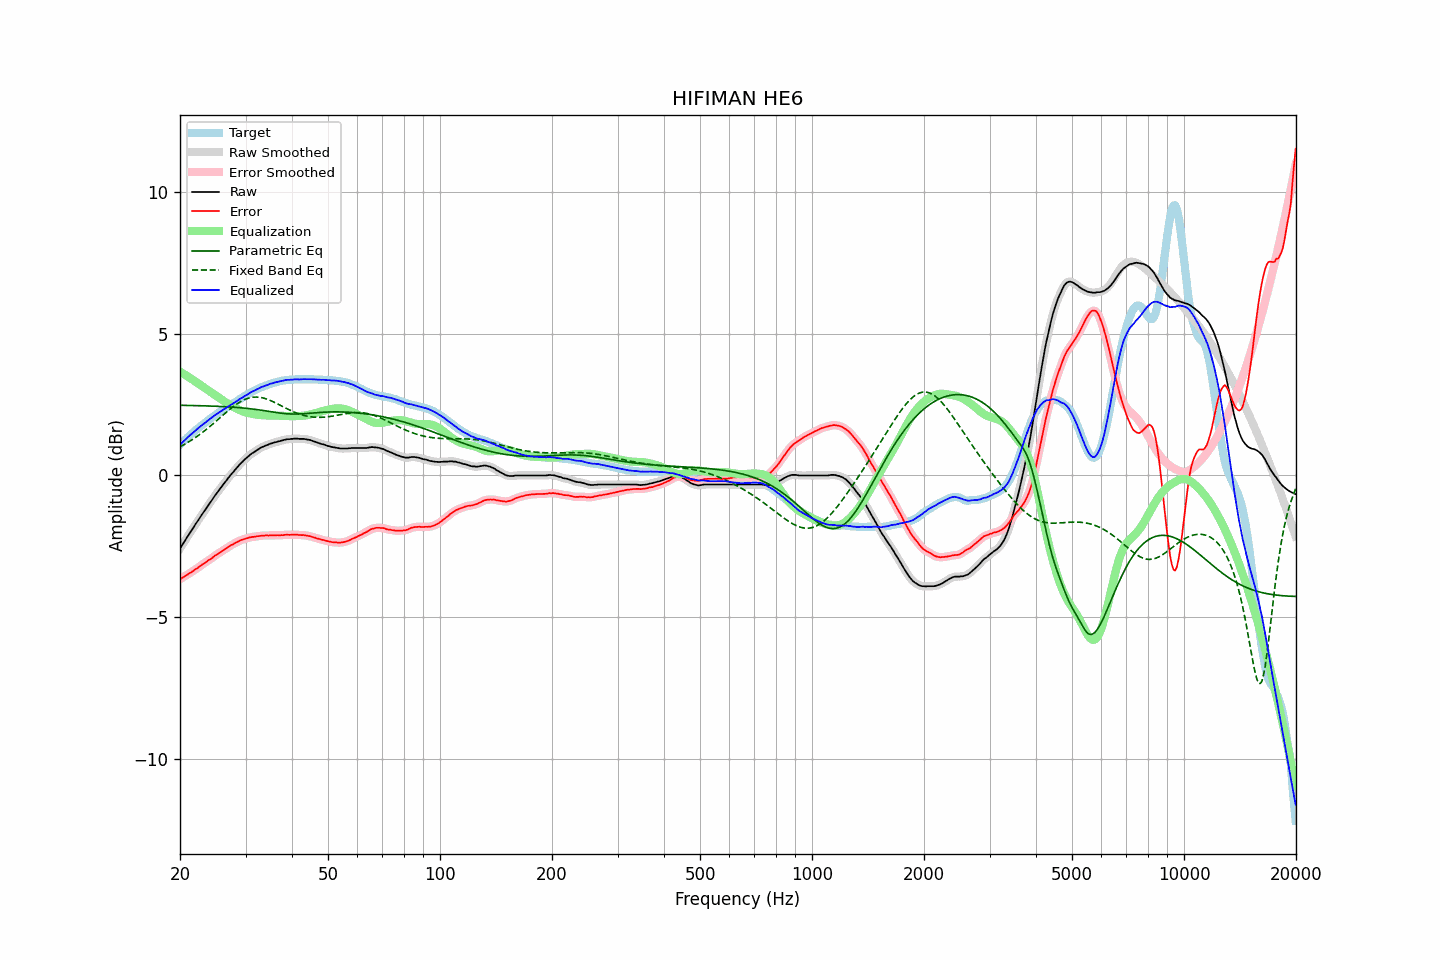 HIFIMAN HE6
Target
Raw Smoothed
Error Smoothed
Raw
Error
Equalization
Parametric Eq
Fixed Band Eq
Equalized
Amplitude (dBr)
10
5
0
−5
−10
20
50
100
200
500
1000
2000
5000
10000
20000
Frequency (Hz)